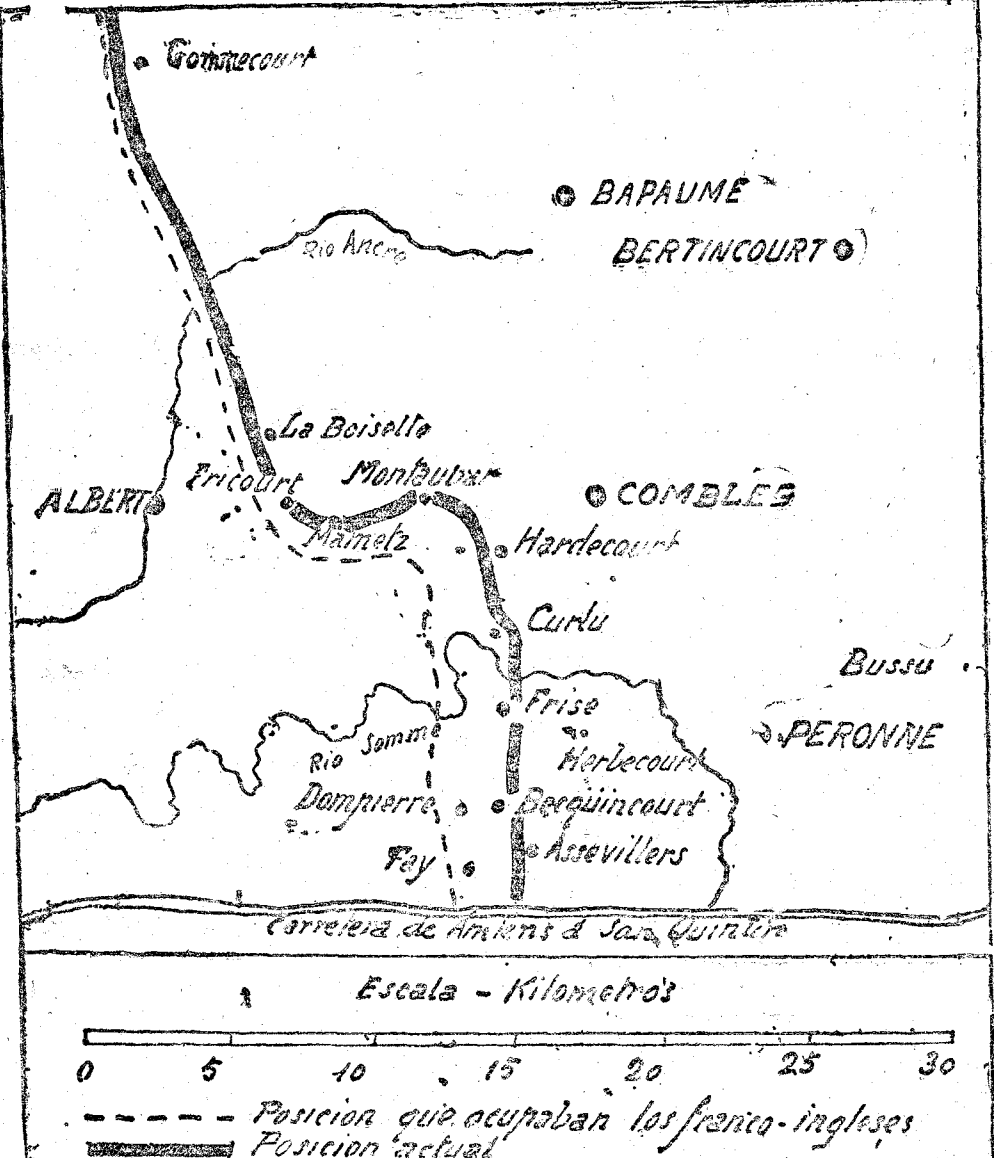 Gommecourt
BAPAUME
BERTINCOURT
Rio Ancre
La Boiselle
Fricourt
Montauban
ALBERT
COMBLES
Mametz
Hardecourt
Curlu
Bussu
Frise
Rio Somme
PERONNE
Herbecourt
Dompierre
Becquincourt
Fay
Assevillers
Carretera de Amiens á San Quintin
Escala - Kilometros
0 5 10 15 20 25 30
Posicion que ocupaban los franco-ingleses
Posicion actual